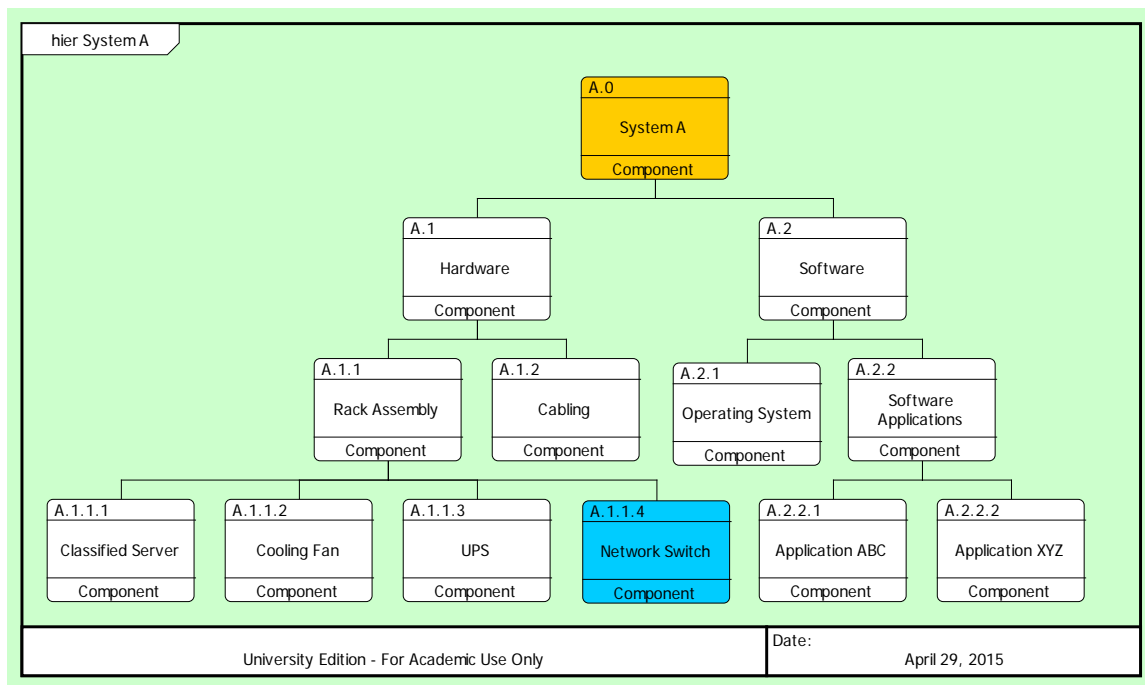 hier System A
A.0
System A
Component
A.1
Hardware
Component
A.2
Software
Component
A.1.1
Rack Assembly
Component
A.1.2
Cabling
Component
A.2.1
Operating System
Component
A.2.2
Software
Applications
Component
A.1.1.1
Classified Server
Component
A.1.1.2
Cooling Fan
Component
A.1.1.3
UPS
Component
A.1.1.4
Network Switch
Component
A.2.2.1
Application ABC
Component
A.2.2.2
Application XYZ
Component
University Edition - For Academic Use Only
Date:
April 29, 2015